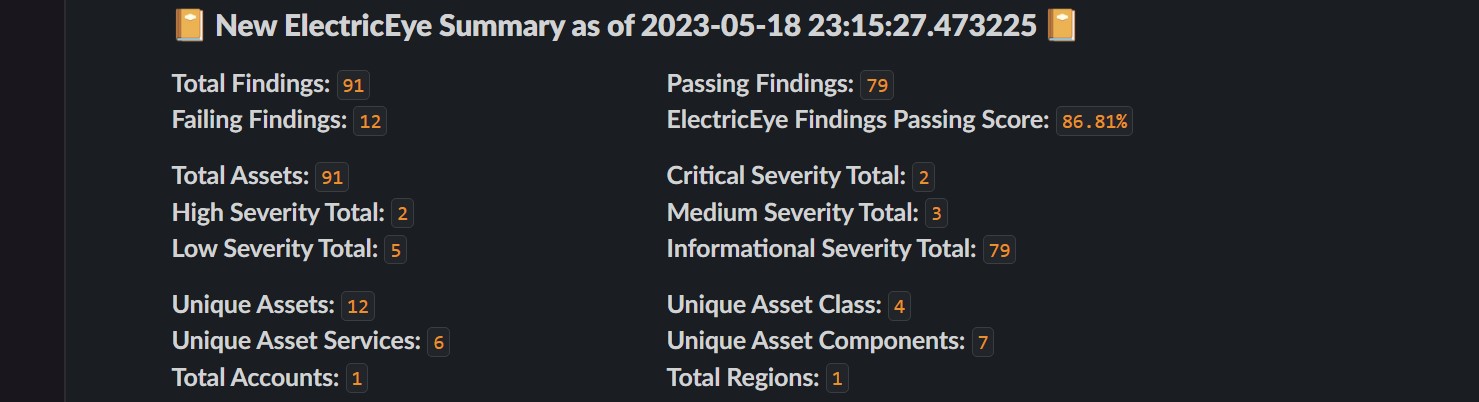 New ElectricEye Summary as of 2023-05-18 23:15:27.473225
Total Findings: 91 Passing Findings: 79
Failing Findings: 12 ElectricEye Findings Passing Score: 86.81%
Total Assets: 91 Critical Severity Total: 2
High Severity Total: 2 Medium Severity Total: 3
Low Severity Total: 5 Informational Severity Total: 79
Unique Assets: 12 Unique Asset Class: 4
Unique Asset Services: 6 Unique Asset Components: 7
Total Accounts: 1 Total Regions: 1